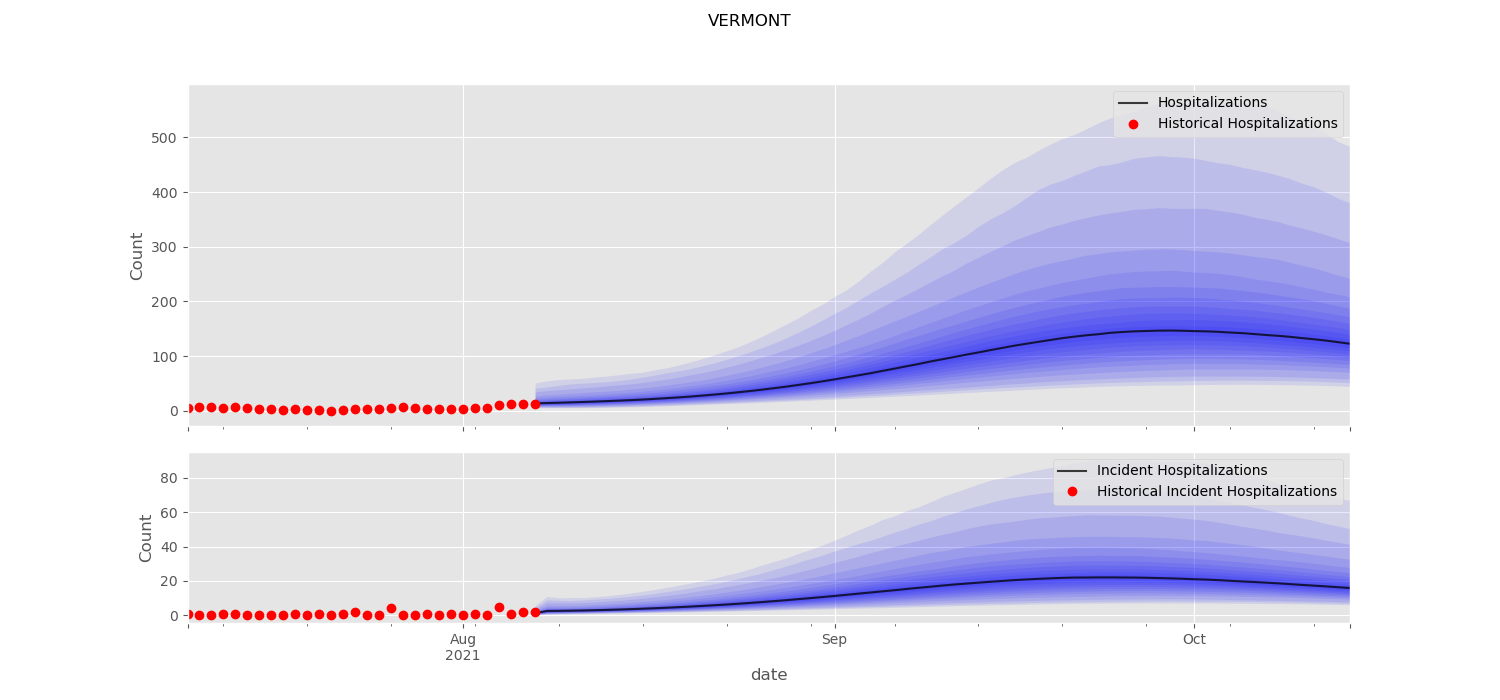 VERMONT
Hospitalizations
Historical Hospitalizations
Count
500
400
300
200
100
0
Incident Hospitalizations
Historical Incident Hospitalizations
Count
80
60
40
20
0
Aug
2021
Sep
Oct
date